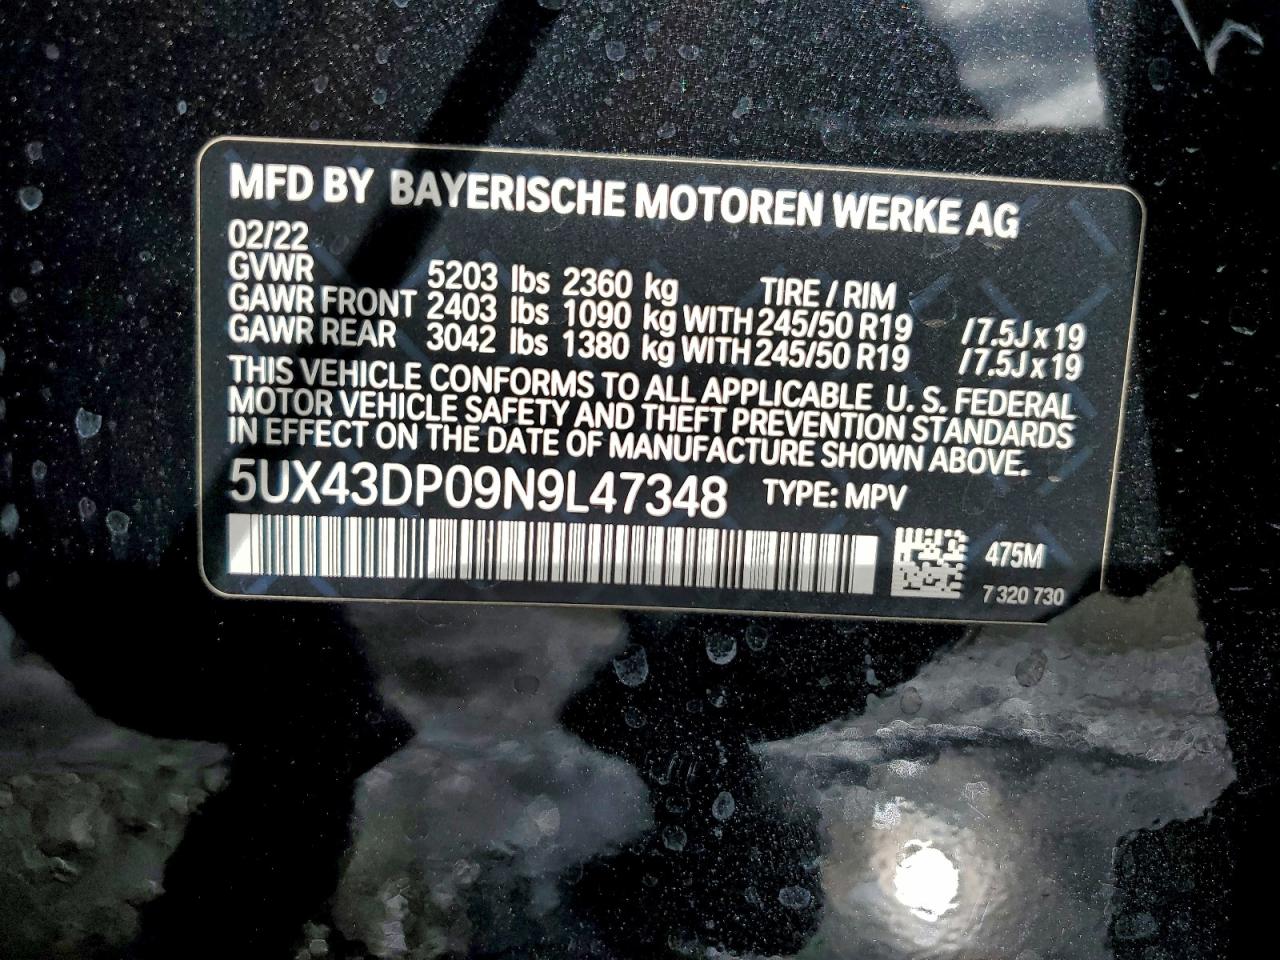 MFD BY BAYERISCHE MOTOREN WERKE AG
02/22
GVWR 5203 lbs 2360 kg TIRE / RIM
GAWR FRONT 2403 lbs 1090 kg WITH 245/50 R19 /7.5J x 19
GAWR REAR 3042 lbs 1380 kg WITH 245/50 R19 /7.5J x 19
THIS VEHICLE CONFORMS TO ALL APPLICABLE U. S. FEDERAL
MOTOR VEHICLE SAFETY AND THEFT PREVENTION STANDARDS
IN EFFECT ON THE DATE OF MANUFACTURE SHOWN ABOVE.
5UX43DP09N9L47348 TYPE: MPV
475M
7 320 730